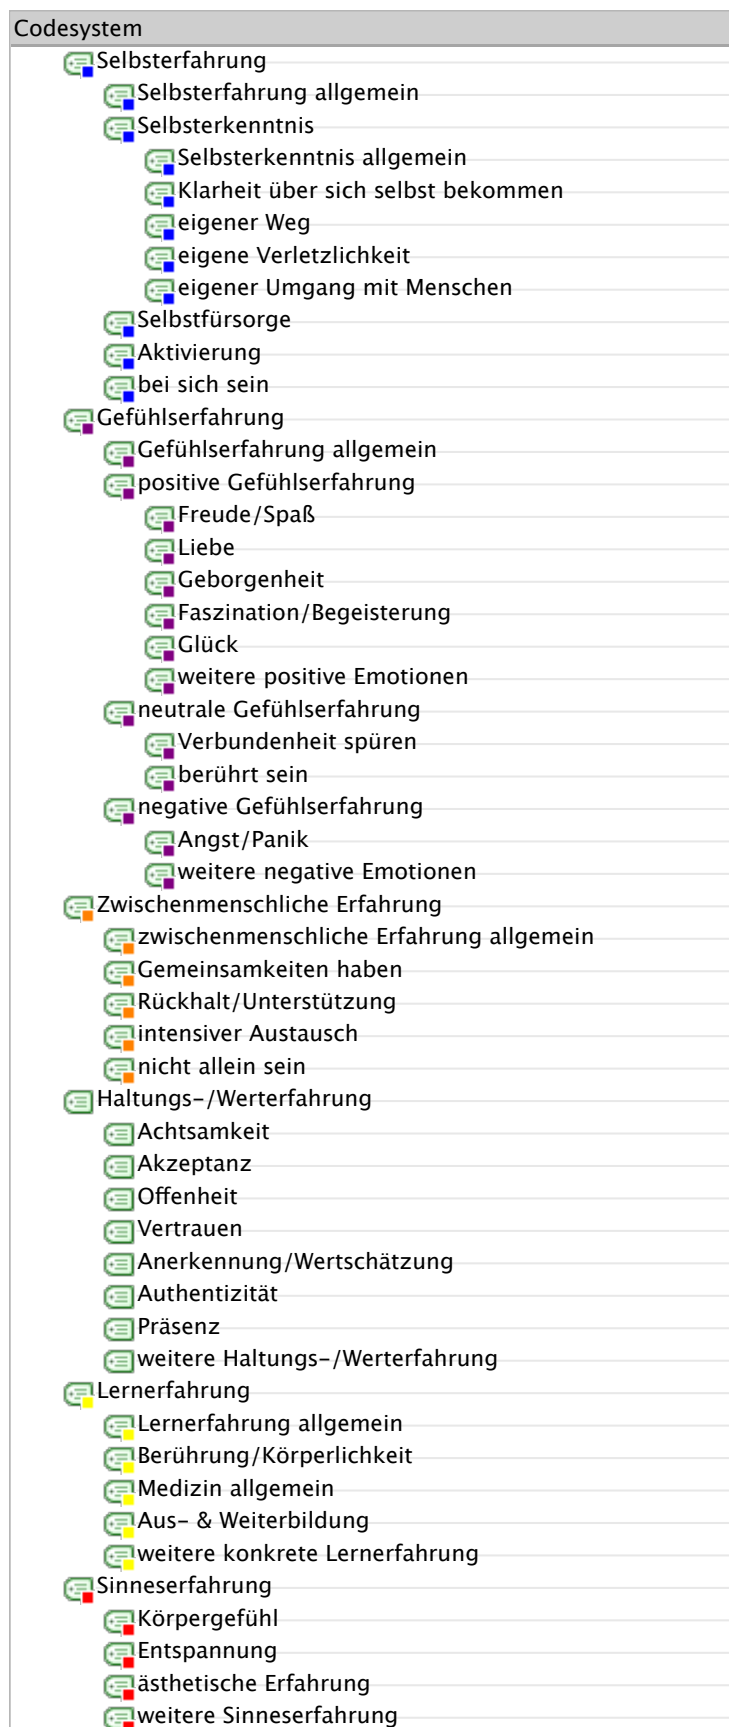 Codesystem
Selbsterfahrung
Selbsterfahrung allgemein
Selbsterkenntnis
Selbsterkenntnis allgemein
Klarheit über sich selbst bekommen
eigener Weg
eigene Verletzlichkeit
eigener Umgang mit Menschen
Selbstfürsorge
Aktivierung
bei sich sein
Gefühlserfahrung
Gefühlserfahrung allgemein
positive Gefühlserfahrung
Freude/Spaß
Liebe
Geborgenheit
Faszination/Begeisterung
Glück
weitere positive Emotionen
neutrale Gefühlserfahrung
Verbundenheit spüren
berührt sein
negative Gefühlserfahrung
Angst/Panik
weitere negative Emotionen
Zwischenmenschliche Erfahrung
zwischenmenschliche Erfahrung allgemein
Gemeinsamkeiten haben
Rückhalt/Unterstützung
intensiver Austausch
nicht allein sein
Haltungs-/Werterfahrung
Achtsamkeit
Akzeptanz
Offenheit
Vertrauen
Anerkennung/Wertschätzung
Authentizität
Präsenz
weitere Haltungs-/Werterfahrung
Lernerfahrung
Lernerfahrung allgemein
Berührung/Körperlichkeit
Medizin allgemein
Aus- & Weiterbildung
weitere konkrete Lernerfahrung
Sinneserfahrung
Körpergefühl
Entspannung
ästhetische Erfahrung
weitere Sinneserfahrung